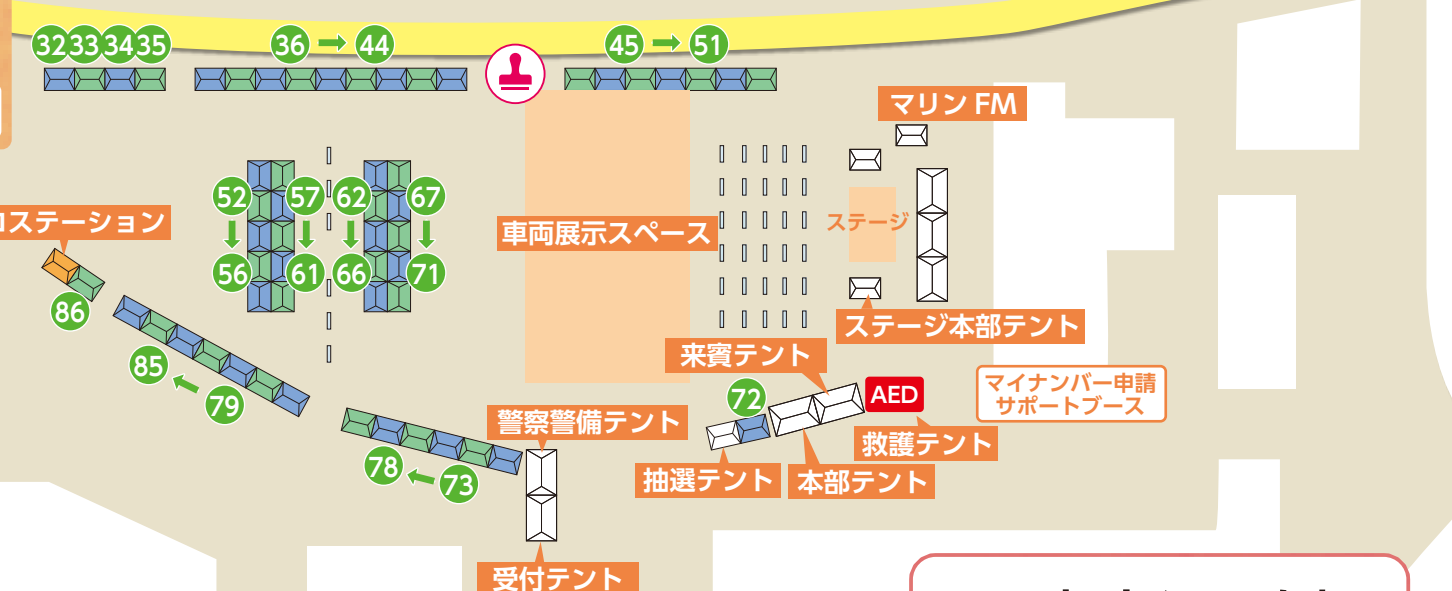 32 33 34 35
36 → 44
45 → 51
マリン FM
52 57 62 67
ステーション
車両展示スペース
ステージ
56 61 66 71
86
ステージ本部テント
来賓テント
85
79
72
AED
マイナンバー申請
サポートブース
警察警備テント
救護テント
78 ← 73
抽選テント
本部テント
受付テント